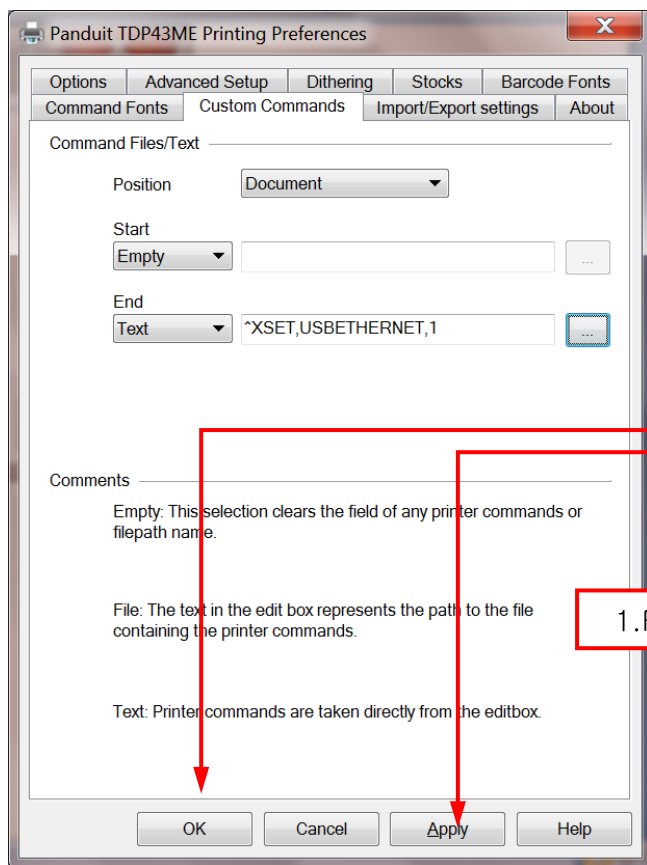 Panduit TDP43ME Printing Preferences
X
Options Advanced Setup Dithering Stocks Barcode Fonts
Command Fonts Custom Commands Import/Export settings About
Command Files/Text
Position Document
Start
Empty ...
End
Text ^XSET,USBETHERNET,1 ...
Comments
Empty: This selection clears the field of any printer commands or
filepath name.
File: The text in the edit box represents the path to the file
containing the printer commands.
Text: Printer commands are taken directly from the editbox.
1.
OK Cancel Apply Help